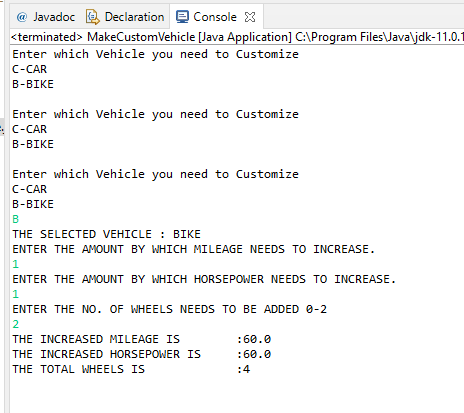 @ Javadoc Declaration Console
<terminated> MakeCustomVehicle [Java Application] C:\Program Files\Java\jdk-11.0.1
Enter which Vehicle you need to Customize
C-CAR
B-BIKE
Enter which Vehicle you need to Customize
C-CAR
B-BIKE
Enter which Vehicle you need to Customize
C-CAR
B-BIKE
B
THE SELECTED VEHICLE : BIKE
ENTER THE AMOUNT BY WHICH MILEAGE NEEDS TO INCREASE.
1
ENTER THE AMOUNT BY WHICH HORSEPOWER NEEDS TO INCREASE.
1
ENTER THE NO. OF WHEELS NEEDS TO BE ADDED 0-2
2
THE INCREASED MILEAGE IS :60.0
THE INCREASED HORSEPOWER IS :60.0
THE TOTAL WHEELS IS :4